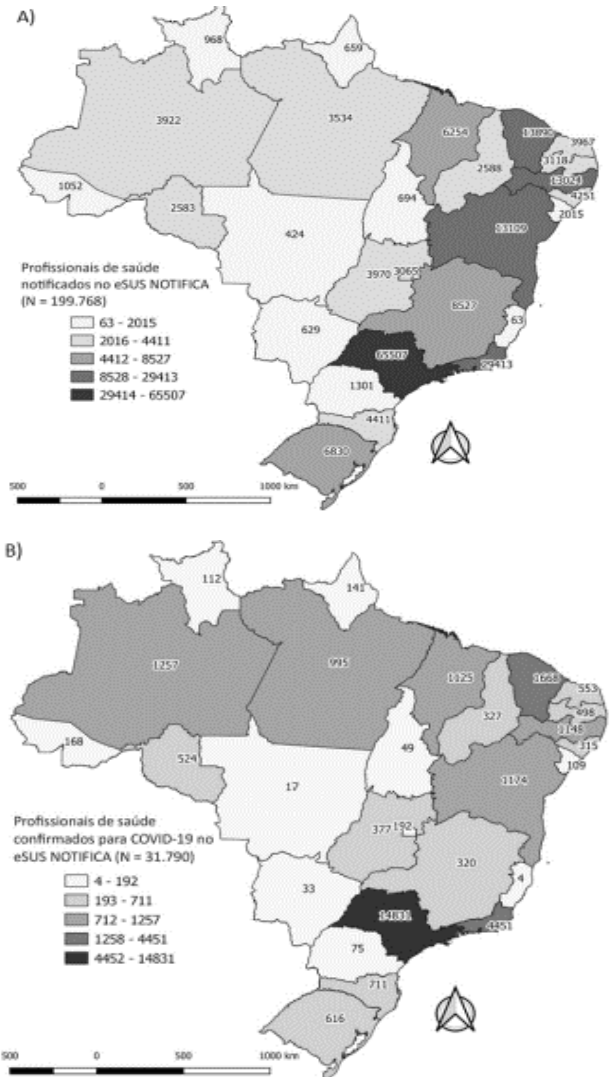 A)
968
659
3922
3534
6254
13890
3967
3118
13024
4251
2015
2588
1052
2583
694
424
13109
3970
3065
8527
63
629
65507
29413
1301
4411
6830
Profissionais de saúde
notificados no eSUS NOTIFICA
(N = 199.768)
63 - 2015
2016 - 4411
4412 - 8527
8528 - 29413
29414 - 65507
500 0 500 1000 km
B)
112
141
1257
995
1125
1668
553
498
1148
315
109
327
168
524
49
17
1174
377
192
320
4
33
14831
4451
75
711
616
Profissionais de saúde
confirmados para COVID-19 no
eSUS NOTIFICA (N = 31.790)
4 - 192
193 - 711
712 - 1257
1258 - 4451
4452 - 14831
500 0 500 1000 km